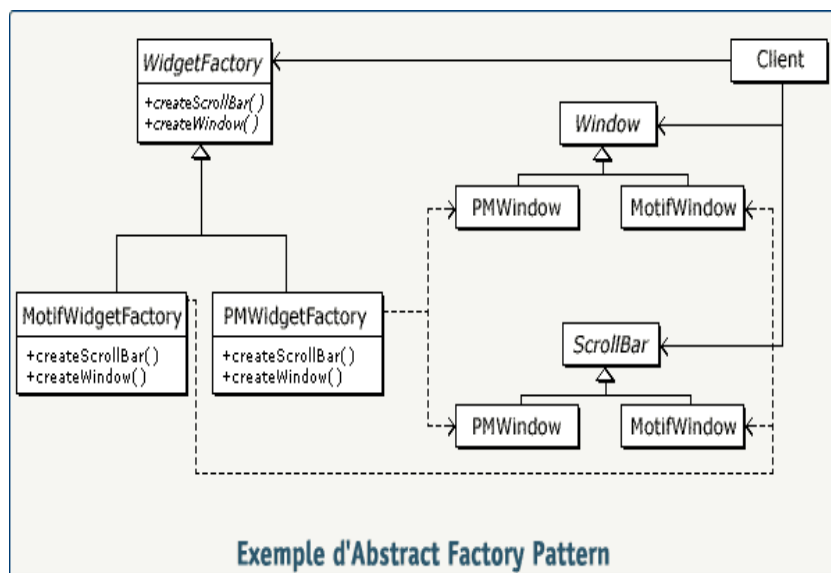 WidgetFactory
+createScrollBar()
+createWindow()
Client
Window
PMWindow
MotifWindow
MotifWidgetFactory
+createScrollBar()
+createWindow()
PMWidgetFactory
+createScrollBar()
+createWindow()
ScrollBar
PMWindow
MotifWindow
Exemple d'Abstract Factory Pattern